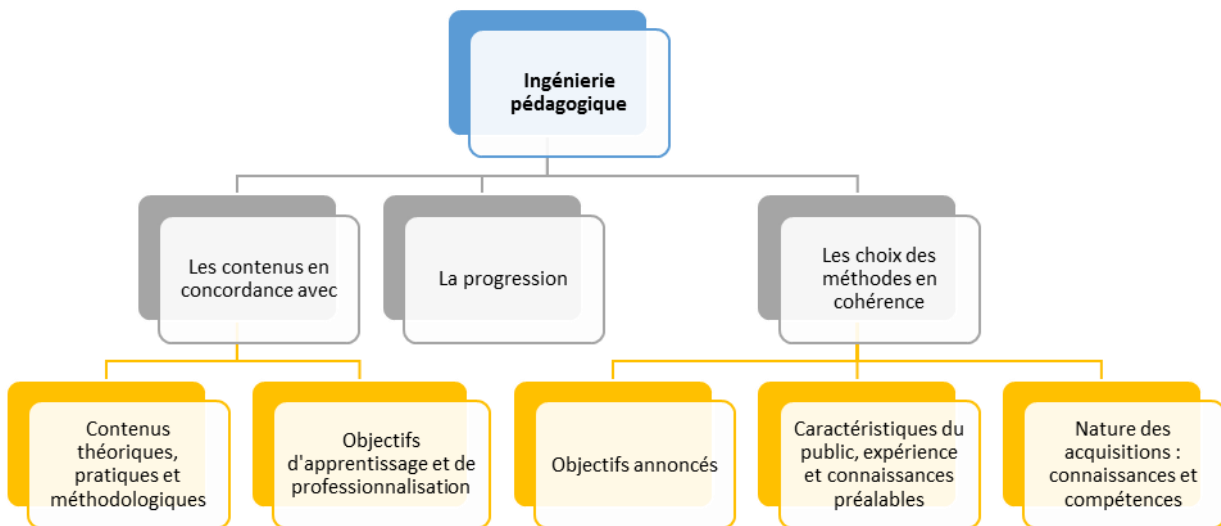 Ingénierie
pédagogique
Les contenus en
concordance avec
La progression
Les choix des
méthodes en
cohérence
Contenus
théoriques,
pratiques et
méthodologiques
Objectifs
d'apprentissage et de
professionnalisation
Objectifs annoncés
Caractéristiques du
public, expérience
et connaissances
préalables
Nature des
acquisitions :
connaissances et
compétences